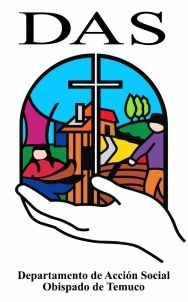 DAS
Departamento de Acción Social
Obispado de Temuco